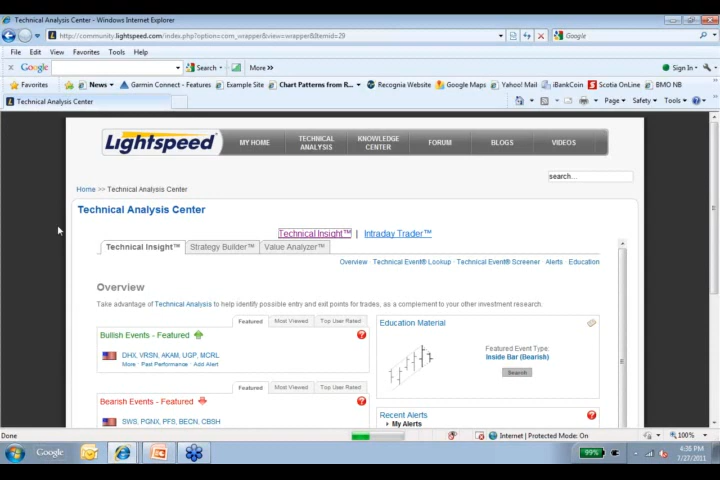 Technical Analysis Center - Windows Internet Explorer
http://community.lightspeed.com/index.php?option=com_wrapper&view=wrapper&Itemid=29
Google
File Edit View Favorites Tools Help
x Google Search More >> Sign In
Favorites News Garmin Connect - Features Example Site Chart Patterns from R... Recognia Website Google Maps Yahoo! Mail iBankCoin Scotia OnLine BMO NB
Technical Analysis Center Page Safety Tools
Lightspeed MY HOME TECHNICAL ANALYSIS KNOWLEDGE CENTER FORUM BLOGS VIDEOS
search...
Home >> Technical Analysis Center
Technical Analysis Center
Technical Insight™ | Intraday Trader™
Technical Insight™ Strategy Builder™ Value Analyzer™
Overview · Technical Event® Lookup · Technical Event® Screener · Alerts · Education
Overview
Take advantage of Technical Analysis to help identify possible entry and exit points for trades, as a complement to your other investment research.
Featured Most Viewed Top User Rated
Bullish Events - Featured
DHX, VRSN, AKAM, UGP, MCRL
More · Past Performance · Add Alert
Featured Most Viewed Top User Rated
Bearish Events - Featured
SWS, PGNX, PFS, BECN, CBSH
Education Material
Featured Event Type:
Inside Bar (Bearish)
Search
Recent Alerts
My Alerts
Done Internet | Protected Mode: On 100%
Google 99% 4:36 PM
7/27/2011